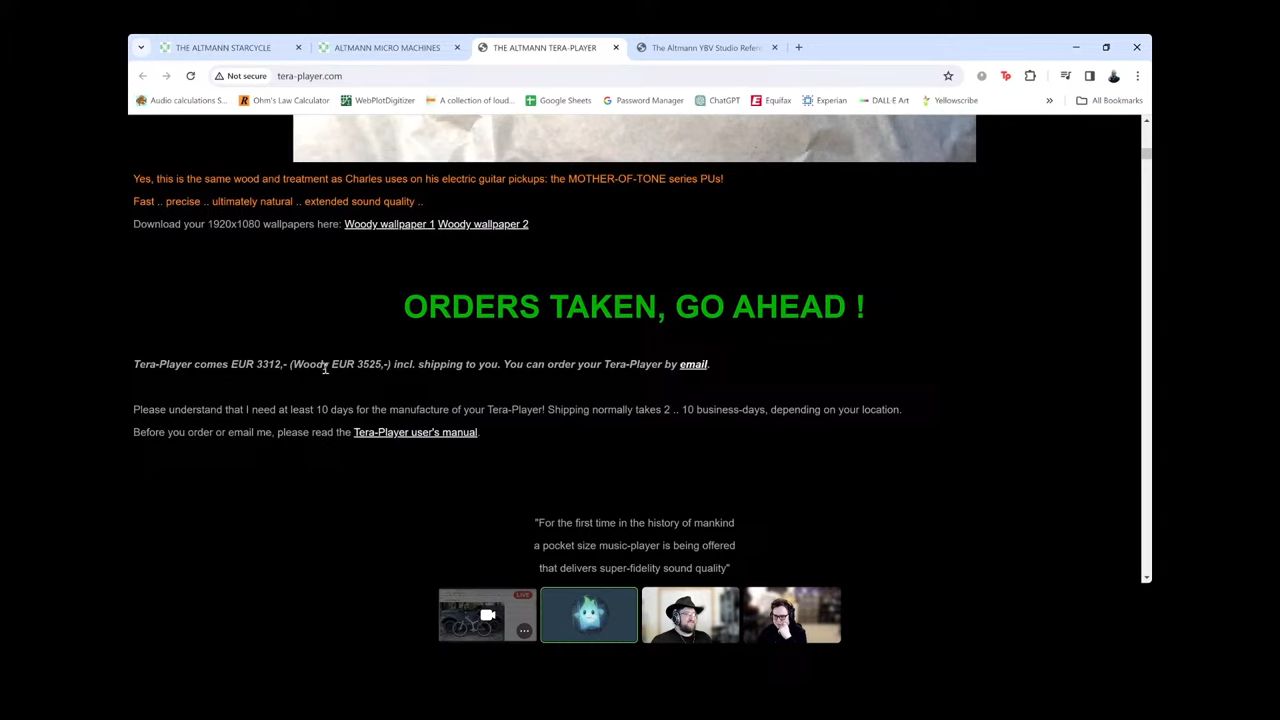 THE ALTMANN STARCYCLE
ALTMANN MICRO MACHINES
THE ALTMANN TERA-PLAYER
The Altmann YBV Studio Refere
Not secure
tera-player.com
Audio calculations S...
Ohm's Law Calculator
WebPlotDigitizer
A collection of loud...
Google Sheets
Password Manager
ChatGPT
Equifax
Experian
DALL·E Art
Yellowscribe
All Bookmarks
Yes, this is the same wood and treatment as Charles uses on his electric guitar pickups: the MOTHER-OF-TONE series PUs!
Fast .. precise .. ultimately natural .. extended sound quality ..
Download your 1920x1080 wallpapers here: Woody wallpaper 1 Woody wallpaper 2
ORDERS TAKEN, GO AHEAD !
Tera-Player comes EUR 3312,- (Woody EUR 3525,-) incl. shipping to you. You can order your Tera-Player by email.
Please understand that I need at least 10 days for the manufacture of your Tera-Player! Shipping normally takes 2 .. 10 business-days, depending on your location.
Before you order or email me, please read the Tera-Player user's manual.
"For the first time in the history of mankind
a pocket size music-player is being offered
that delivers super-fidelity sound quality"
LIVE